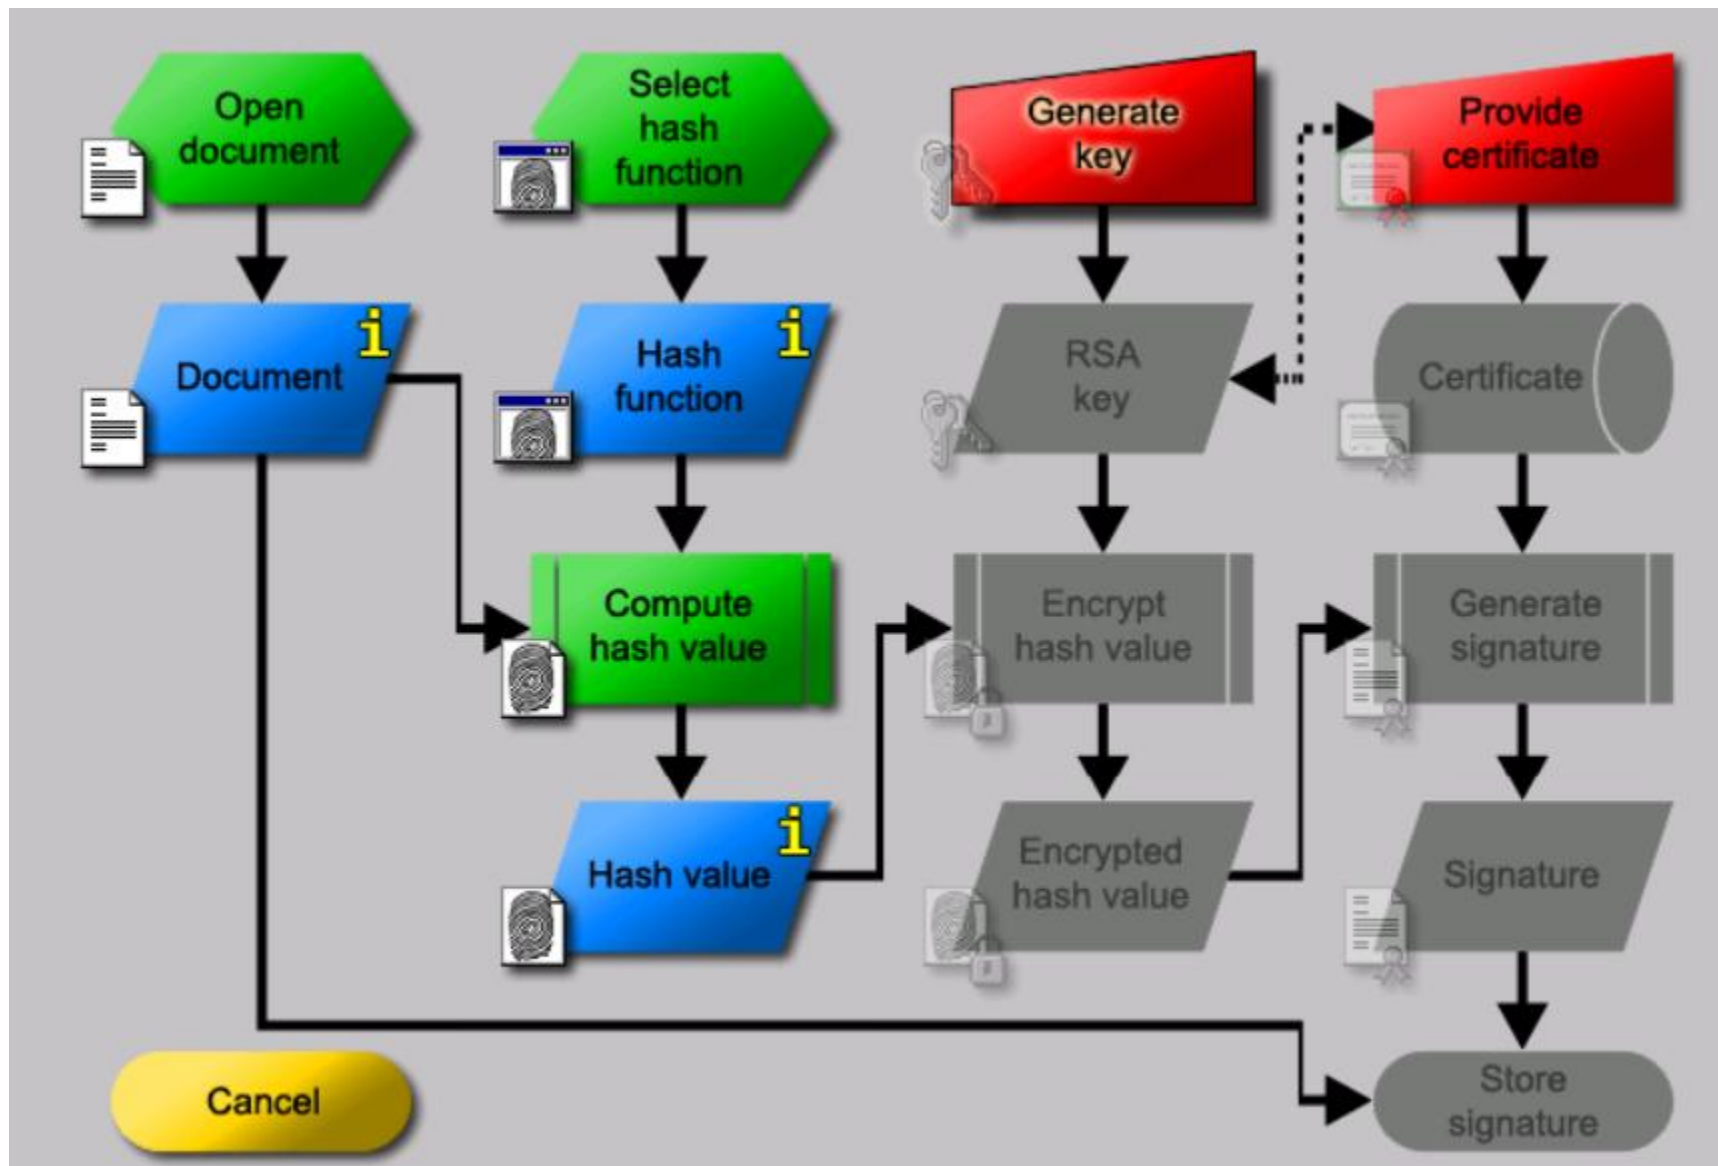 Open
document
Select
hash
function
Generate
key
Provide
certificate
Document
i
Hash
function
i
RSA
key
Certificate
Compute
hash value
Encrypt
hash value
Generate
signature
Hash value
i
Encrypted
hash value
Signature
Cancel
Store
signature